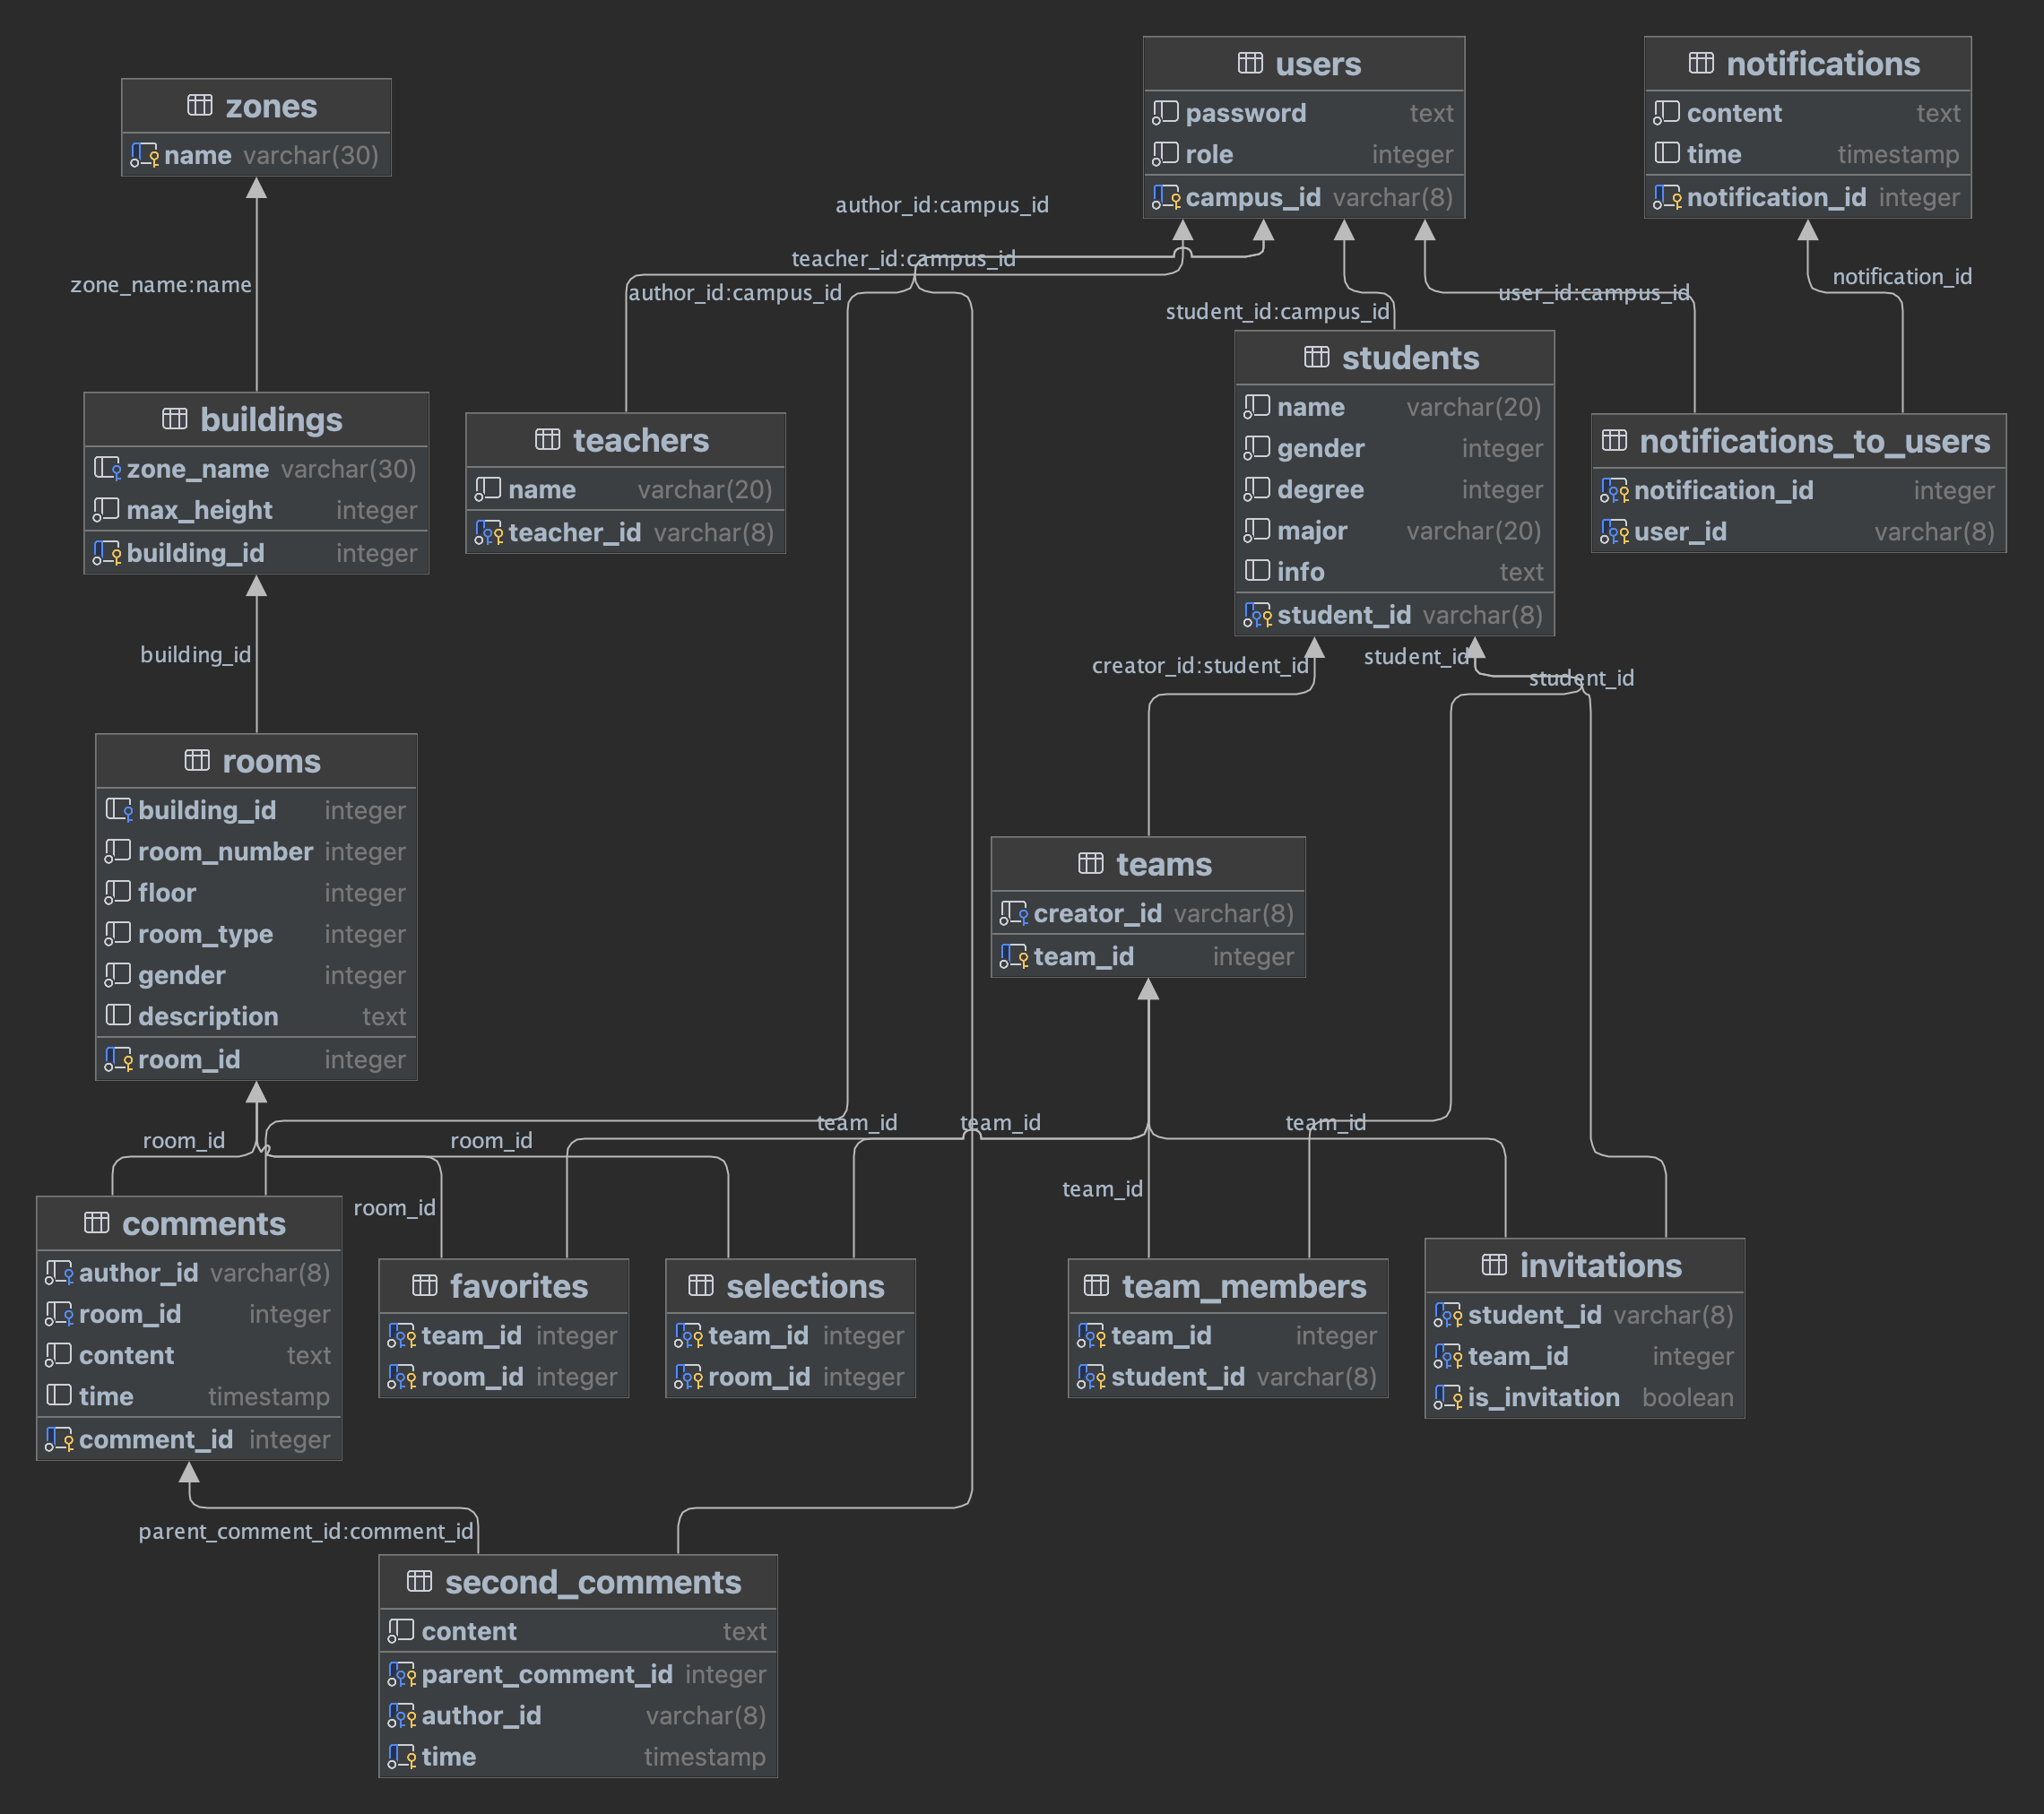 zones
name varchar(30)
users
password text
role integer
campus_id varchar(8)
notifications
content text
time timestamp
notification_id integer
author_id:campus_id
teacher_id:campus_id
author_id:campus_id
zone_name:name
student_id:campus_id
user_id:campus_id
notification_id
buildings
zone_name varchar(30)
max_height integer
building_id integer
teachers
name varchar(20)
teacher_id varchar(8)
students
name varchar(20)
gender integer
degree integer
major varchar(20)
info text
student_id varchar(8)
notifications_to_users
notification_id integer
user_id varchar(8)
building_id
creator_id:student_id
student_id
student_id
rooms
building_id integer
room_number integer
floor integer
room_type integer
gender integer
description text
room_id integer
teams
creator_id varchar(8)
team_id integer
room_id
room_id
team_id
team_id
team_id
room_id
team_id
comments
author_id varchar(8)
room_id integer
content text
time timestamp
comment_id integer
favorites
team_id integer
room_id integer
selections
team_id integer
room_id integer
team_members
team_id integer
student_id varchar(8)
invitations
student_id varchar(8)
team_id integer
is_invitation boolean
parent_comment_id:comment_id
second_comments
content text
parent_comment_id integer
author_id varchar(8)
time timestamp